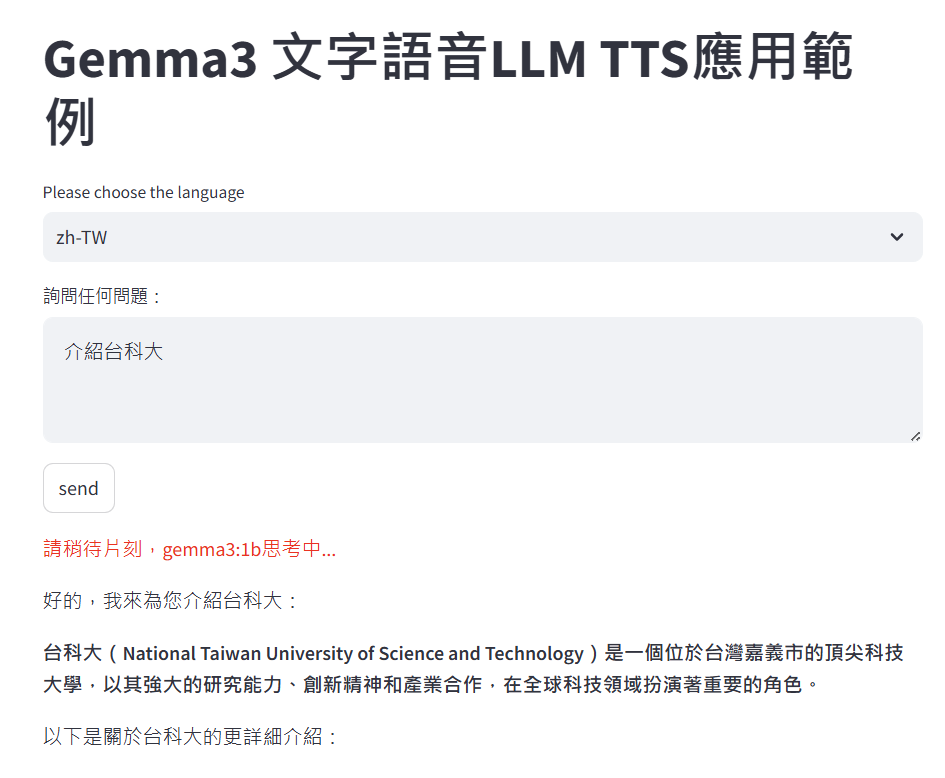 Gemma3 文字語音LLM TTS應用範
例
Please choose the language
zh-TW
詢問任何問題：
介紹台科大
send
請稍待片刻，gemma3:1b思考中...
好的，我來為您介紹台科大：
台科大（National Taiwan University of Science and Technology）是一個位於台灣嘉義市的頂尖科技
大學，以其強大的研究能力、創新精神和產業合作，在全球科技領域扮演著重要的角色。
以下是關於台科大的更詳細介紹：